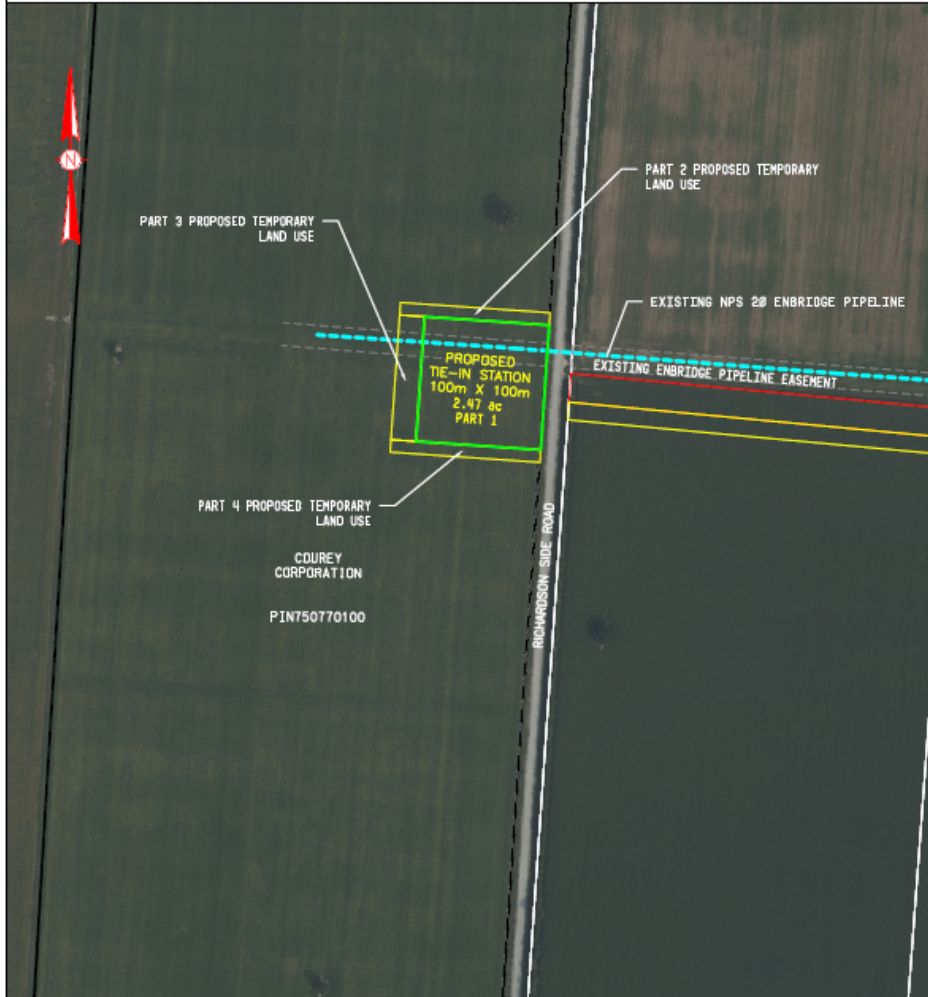 N
PART 2 PROPOSED TEMPORARY
LAND USE
PART 3 PROPOSED TEMPORARY
LAND USE
EXISTING NPS 20 ENBRIDGE PIPELINE
EXISTING ENBRIDGE PIPELINE EASEMENT
PROPOSED
TIE-IN STATION
100m X 100m
2.47 ac
PART 1
PART 4 PROPOSED TEMPORARY
LAND USE
RICHARDSON SIDE ROAD
COUREY
CORPORATION
PIN750770100